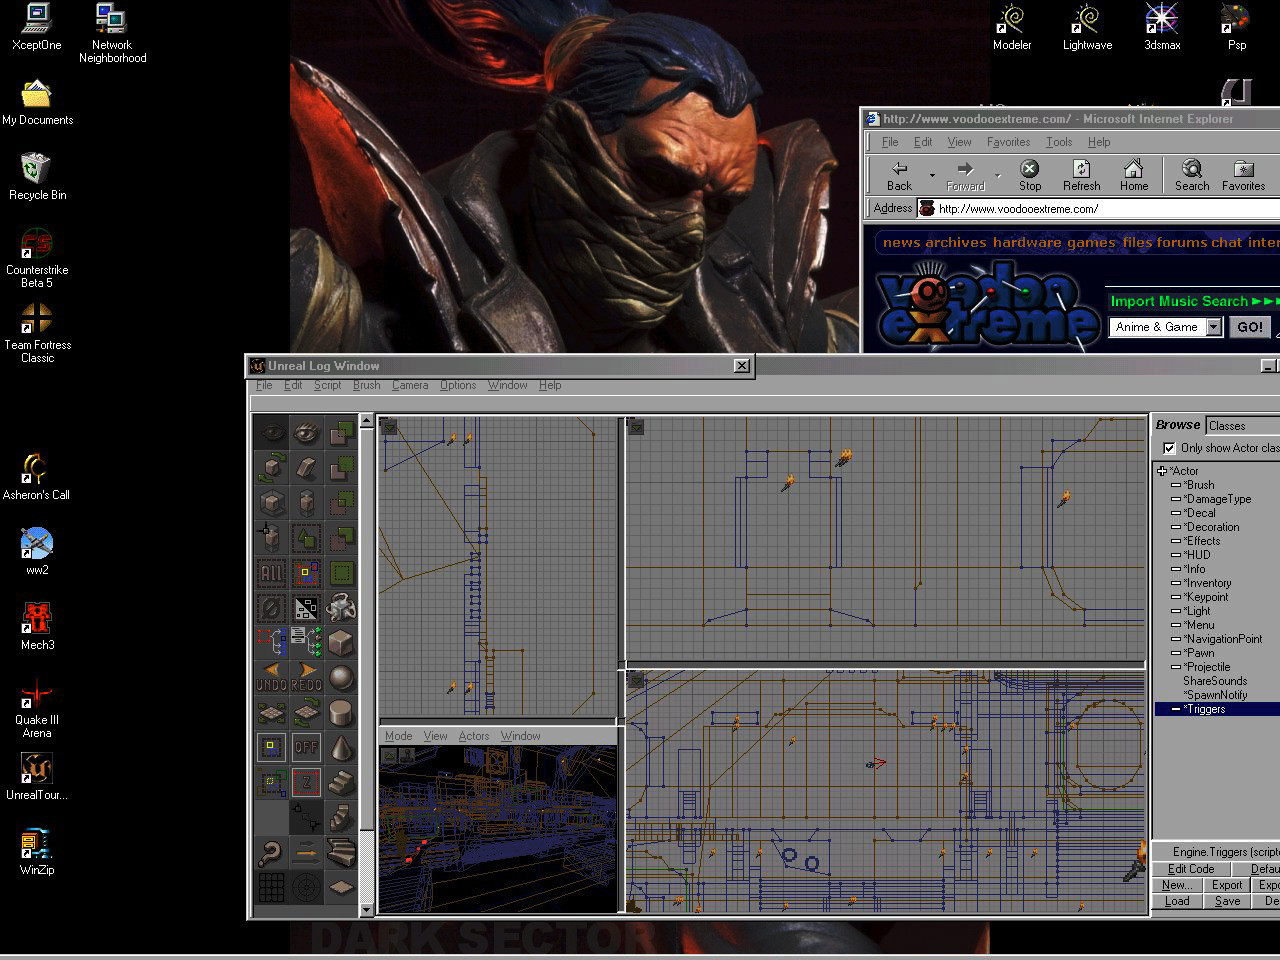 XceptOne
Network
Neighborhood
My Documents
Recycle Bin
CS
Counterstrike
Beta 5
Team Fortress
Classic
Asheron's Call
ww2
Mech3
Quake III
Arena
UnrealTour...
WinZip
Modeler
Lightwave
3dsmax
Psp
http://www.voodooextreme.com/ - Microsoft Internet Explorer
File Edit View Favorites Tools Help
Back Forward Stop Refresh Home Search Favorites
Address http://www.voodooextreme.com/
news archives hardware games files forums chat inter
voodoo
extreme
Import Music Search
Anime & Game GO!
Unreal Log Window
File Edit Script Brush Camera Options Window Help
ALL
UNDO REDO
OFF
Z
Mode View Actors Window
Browse Classes
Only show Actor clas
*Actor
*Brush
*DamageType
*Decal
*Decoration
*Effects
*HUD
*Info
*Inventory
*Keypoint
*Light
*Menu
*NavigationPoint
*Pawn
*Projectile
ShareSounds
*SpawnNotify
*Triggers
Engine.Triggers (scripte
Edit Code Defau
New... Export Expo
Load Save De
DARK SECTOR